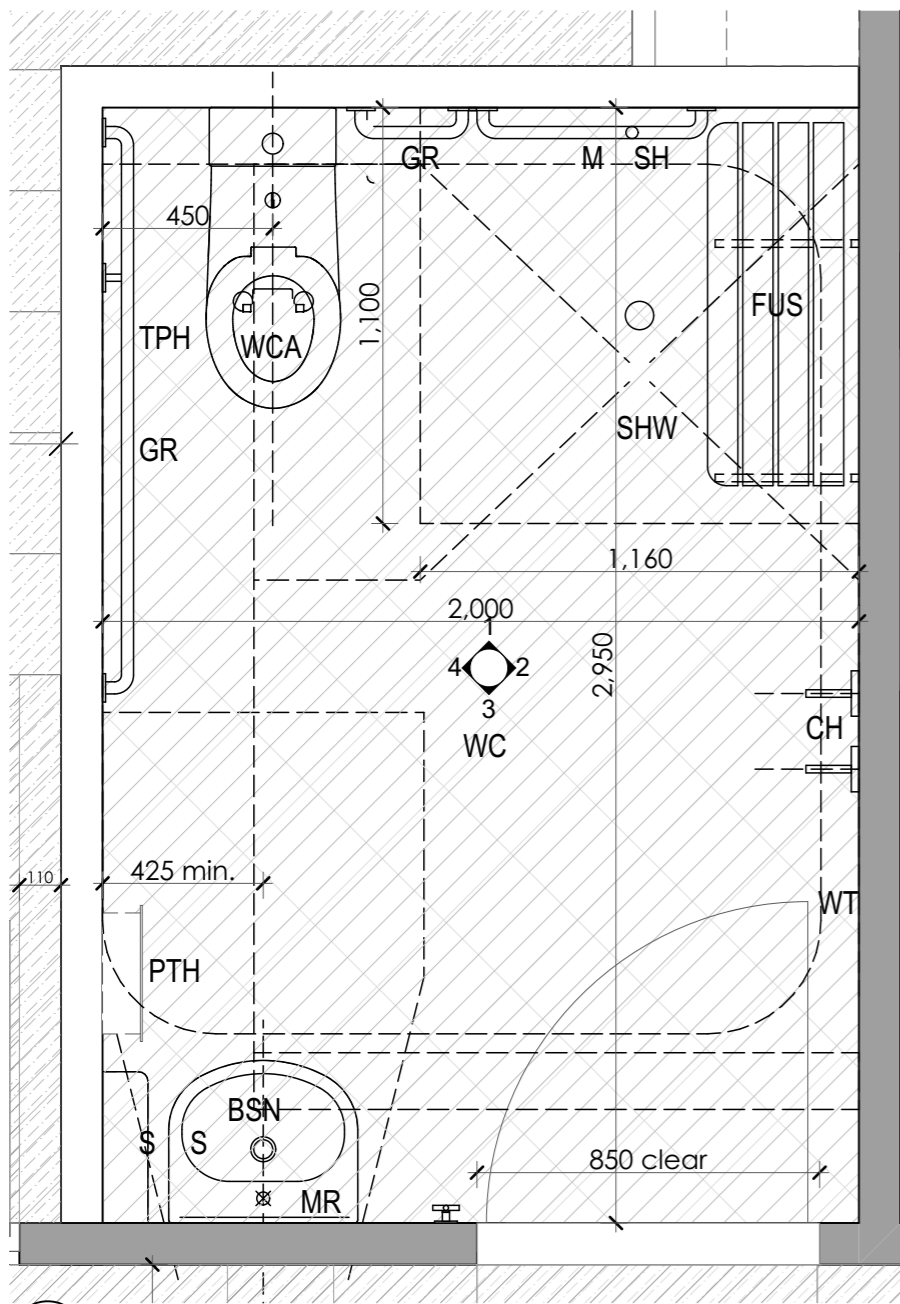 GR
M
SH
450
1,100
FUS
TPH
WCA
SHW
GR
1,160
2,000
1
4
2
3
2,950
WC
CH
425 min.
110
WT
PTH
BSN
S
S
850 clear
MR